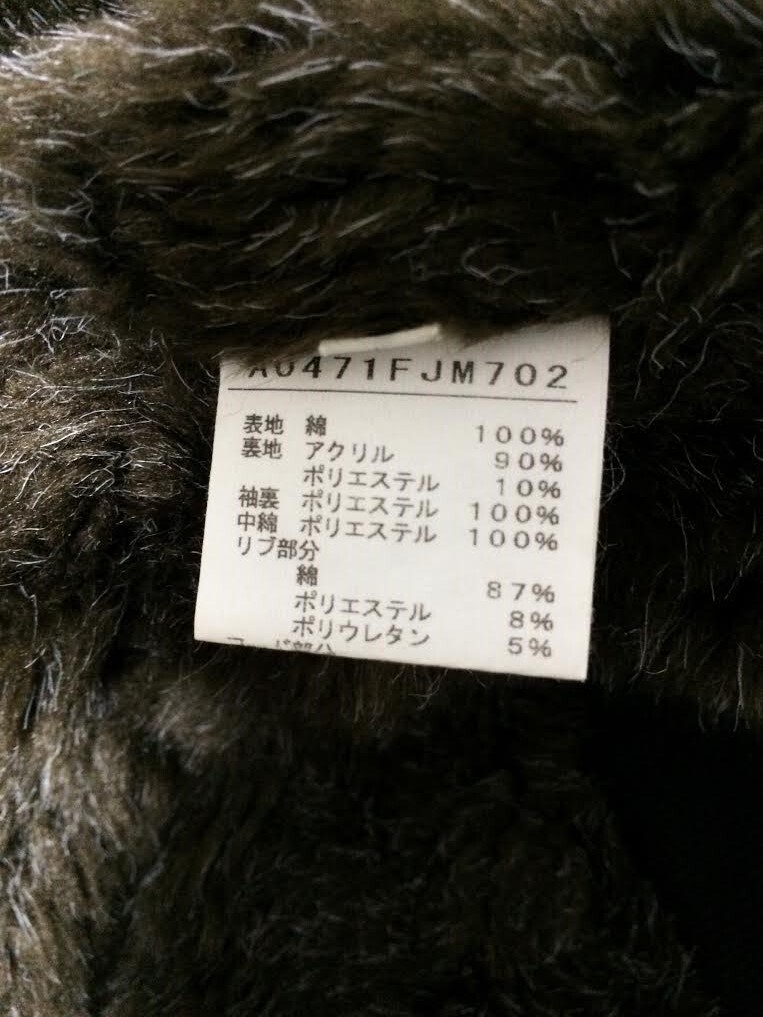 A0471FJM702
表地 綿 100%
裏地 アクリル 90%
ポリエステル 10%
袖裏 ポリエステル 100%
中綿 ポリエステル 100%
リブ部分
綿 87%
ポリエステル 8%
ポリウレタン 5%